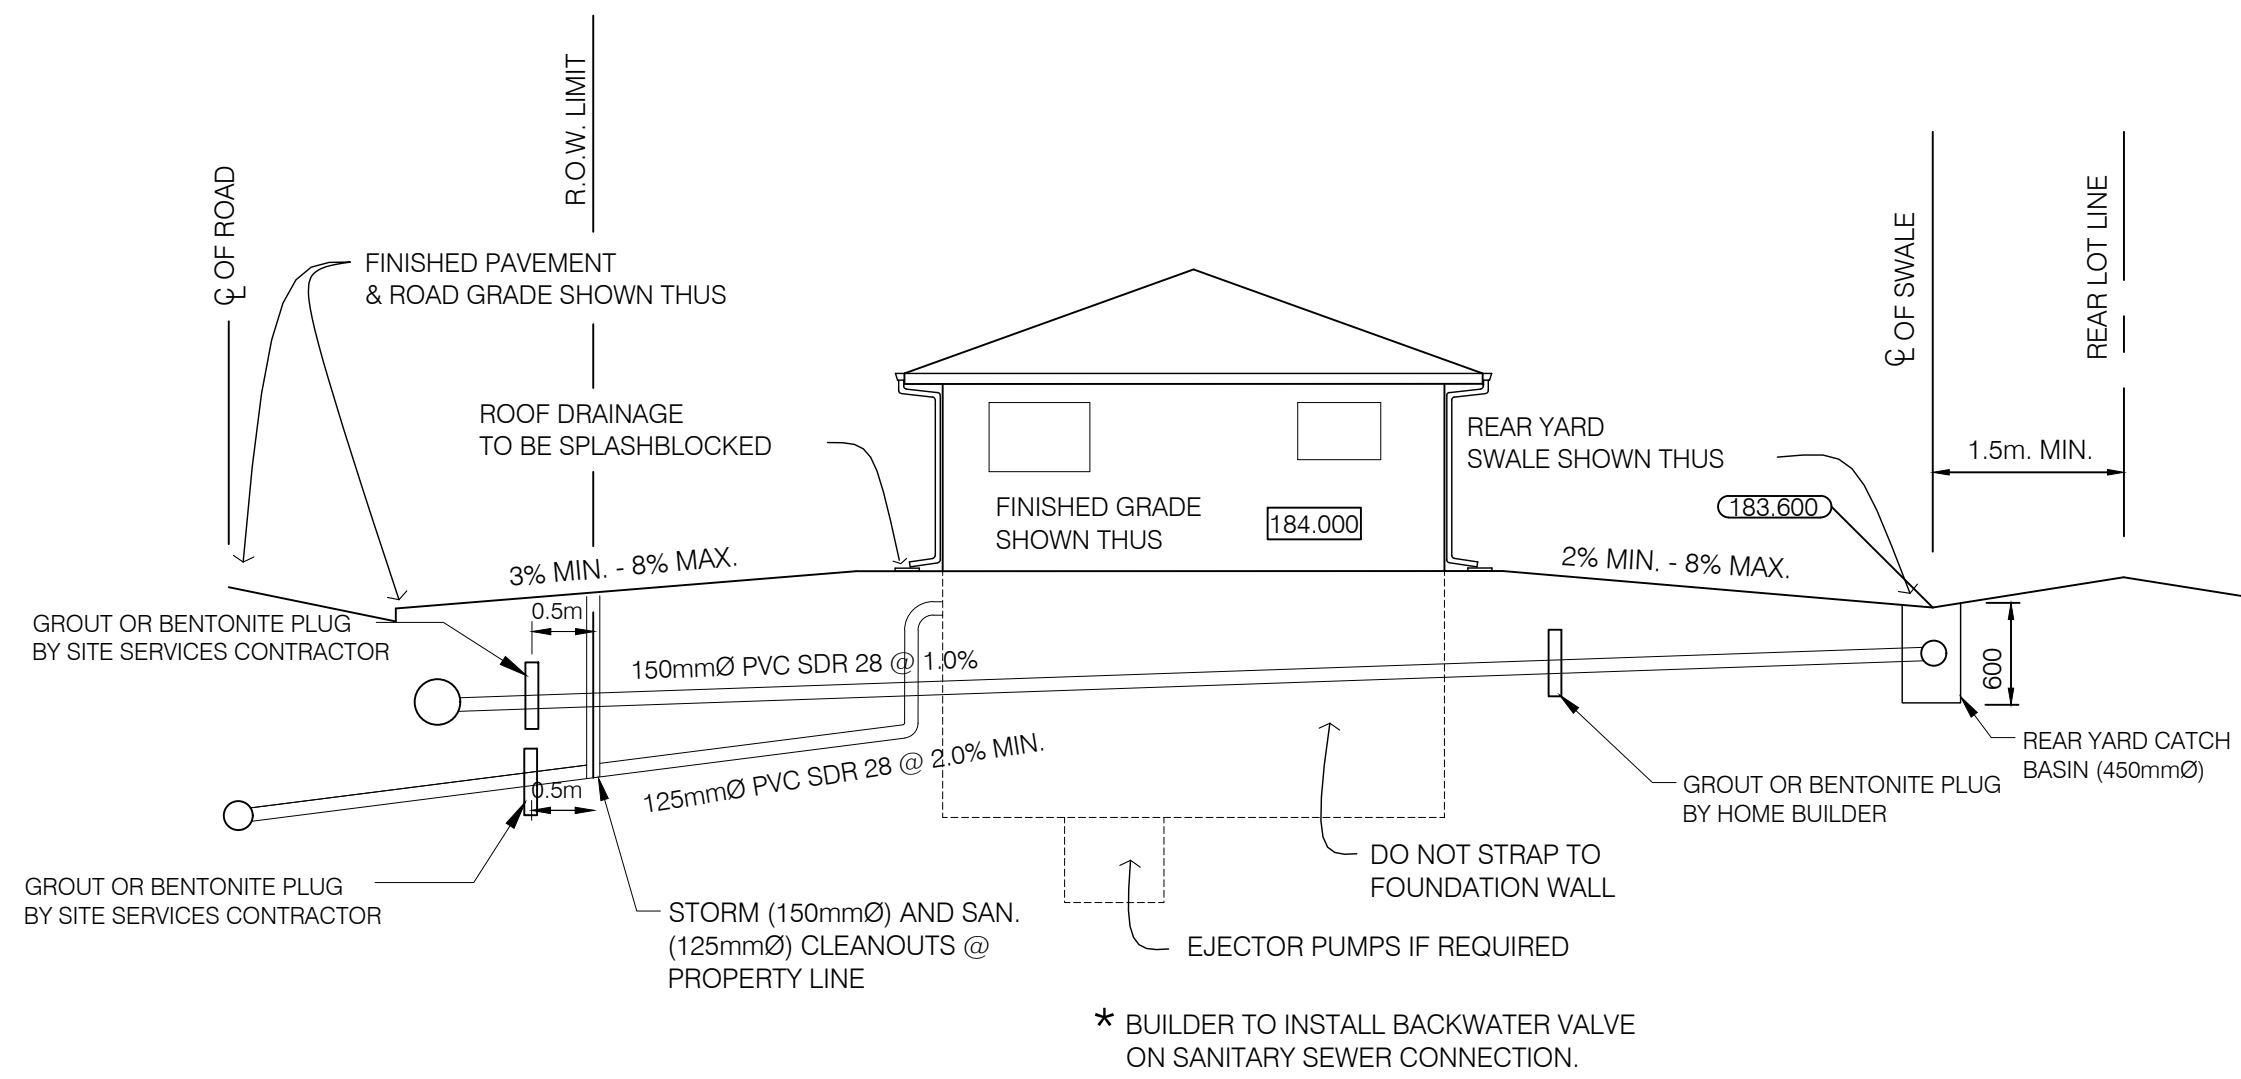 ℄ OF ROAD
R.O.W. LIMIT
FINISHED PAVEMENT
& ROAD GRADE SHOWN THUS
℄ OF SWALE
REAR LOT LINE
ROOF DRAINAGE
TO BE SPLASHBLOCKED
REAR YARD
SWALE SHOWN THUS
1.5m. MIN.
FINISHED GRADE
SHOWN THUS
184.000
183.600
3% MIN. - 8% MAX.
2% MIN. - 8% MAX.
GROUT OR BENTONITE PLUG
BY SITE SERVICES CONTRACTOR
0.5m
150mmØ PVC SDR 28 @ 1.0%
600
125mmØ PVC SDR 28 @ 2.0% MIN.
0.5m
REAR YARD CATCH
BASIN (450mmØ)
GROUT OR BENTONITE PLUG
BY HOME BUILDER
DO NOT STRAP TO
FOUNDATION WALL
GROUT OR BENTONITE PLUG
BY SITE SERVICES CONTRACTOR
STORM (150mmØ) AND SAN.
(125mmØ) CLEANOUTS @
PROPERTY LINE
EJECTOR PUMPS IF REQUIRED
* BUILDER TO INSTALL BACKWATER VALVE
ON SANITARY SEWER CONNECTION.